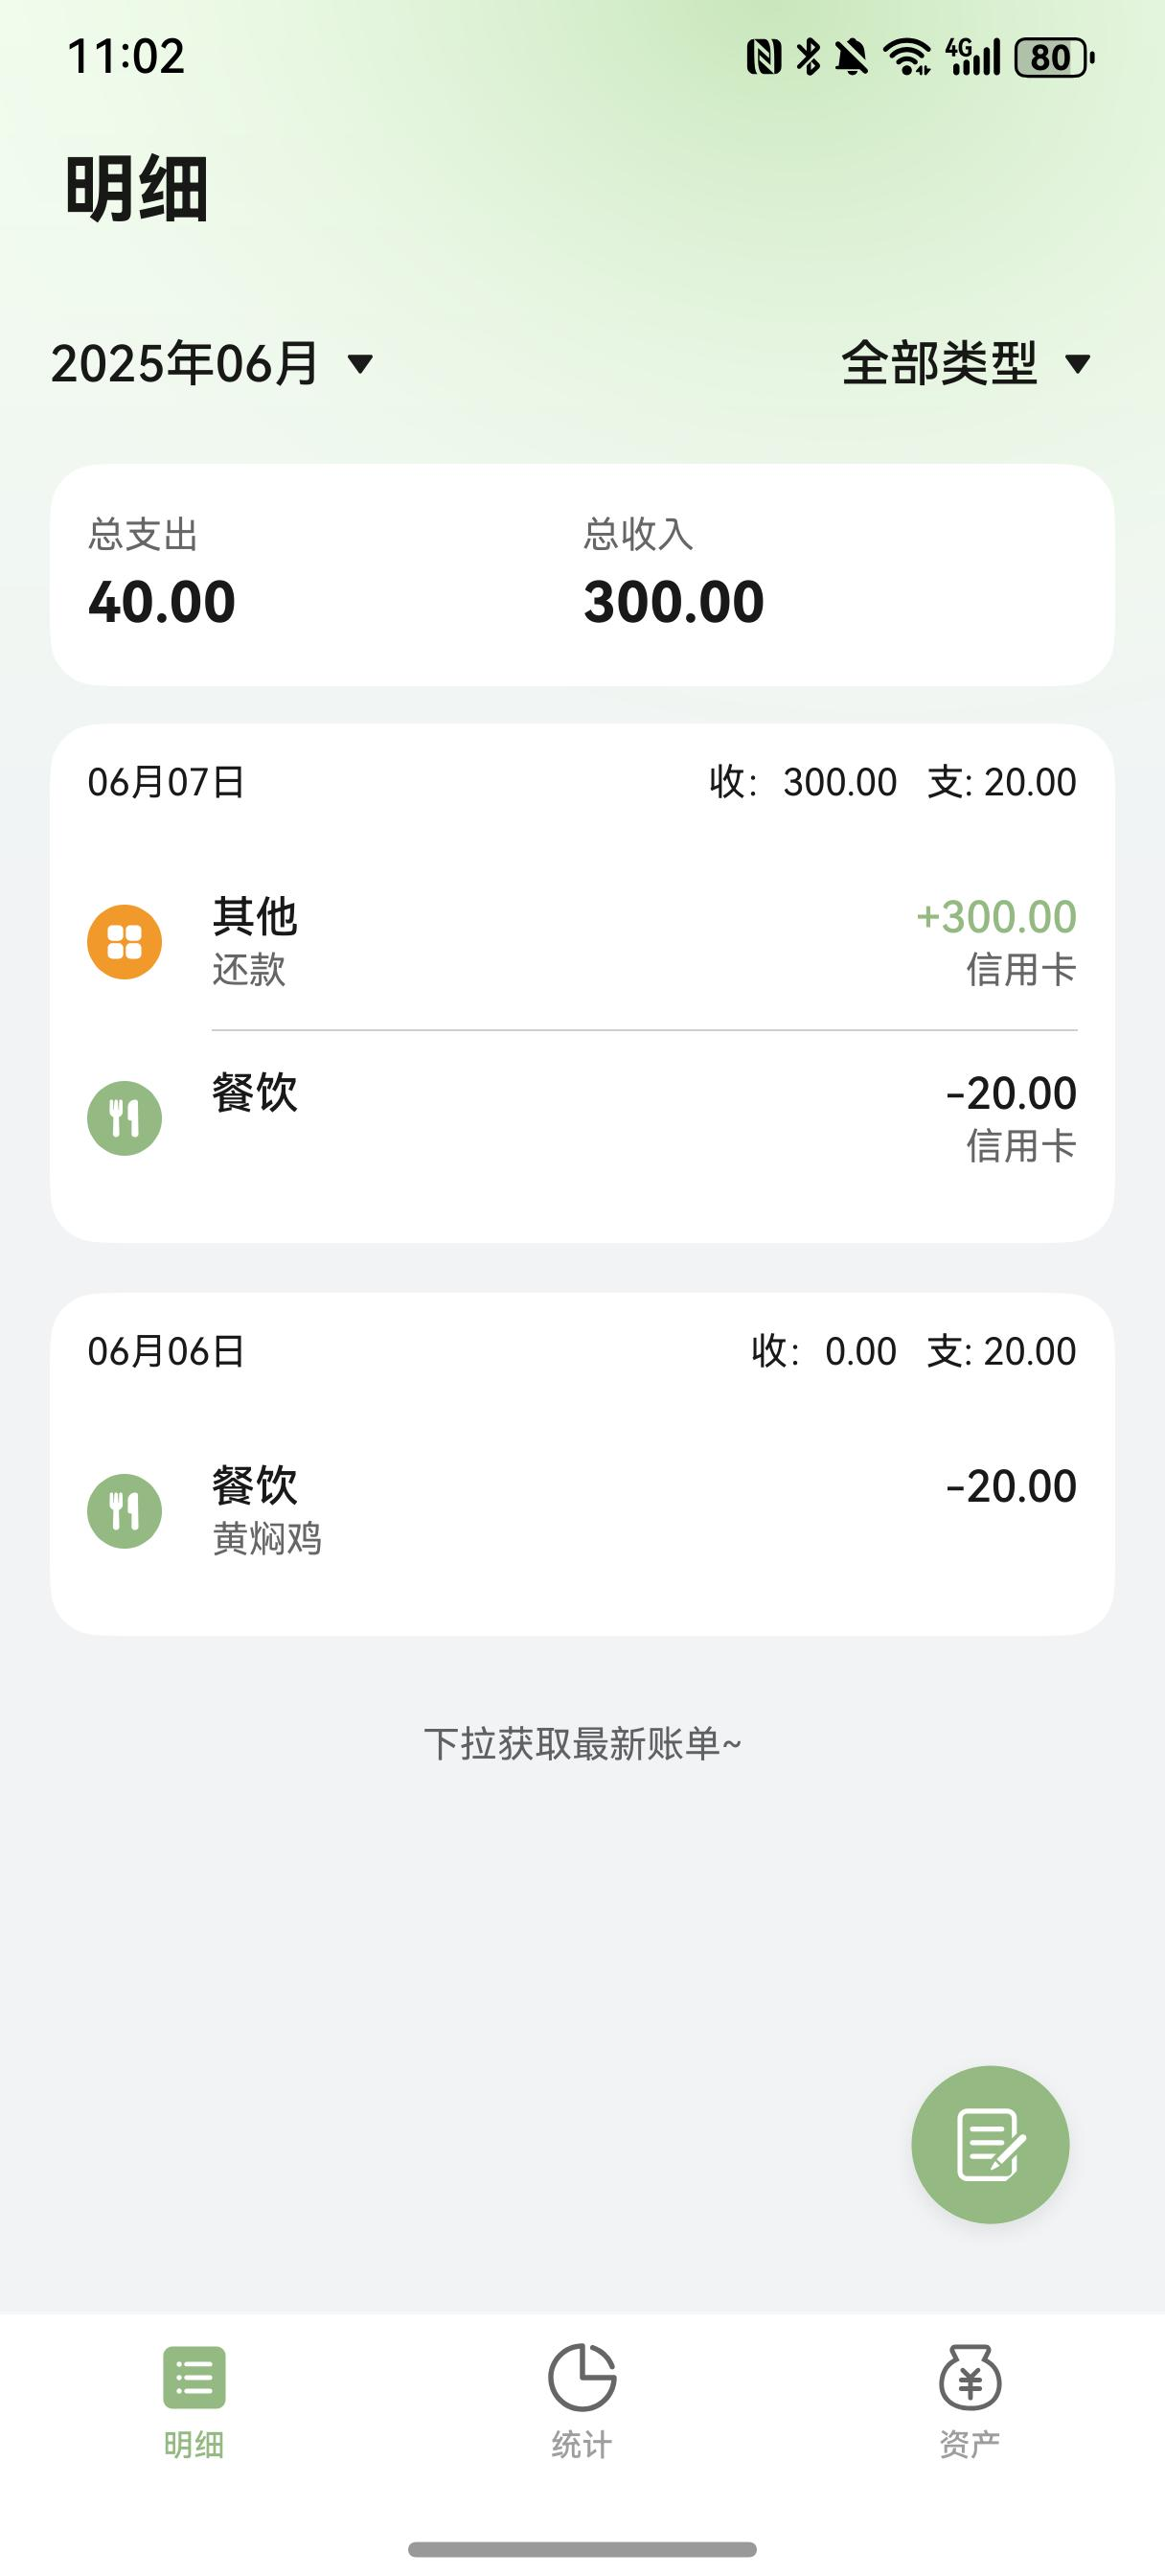 11:02
4G
80
明细
2025年06月
全部类型
总支出
总收入
40.00
300.00
06月07日
收： 300.00 支: 20.00
其他
+300.00
还款
信用卡
餐饮
-20.00
信用卡
06月06日
收： 0.00 支: 20.00
餐饮
-20.00
黄焖鸡
下拉获取最新账单~
明细
统计
资产